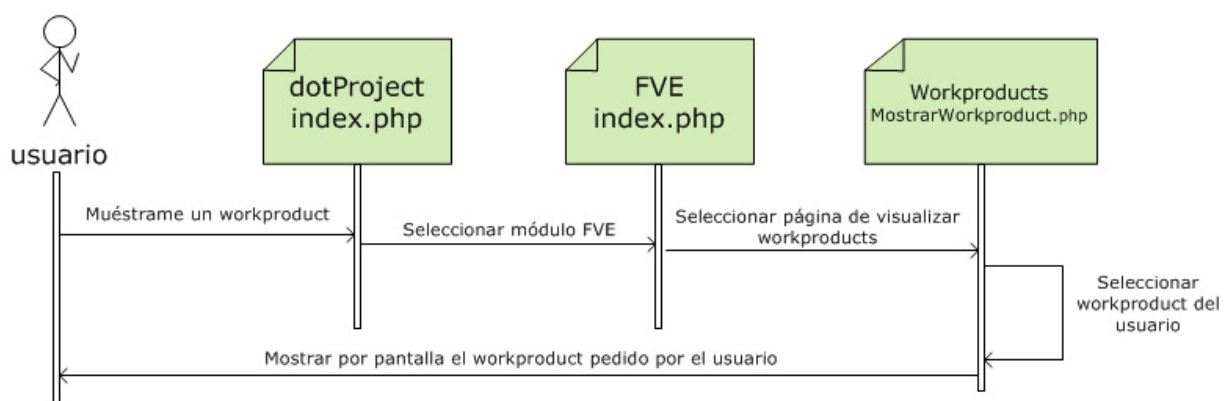 usuario
dotProject
index.php
FVE
index.php
Workproducts
MostrarWorkproduct.php
Muéstrame un workproduct
Seleccionar módulo FVE
Seleccionar página de visualizar
workproducts
Seleccionar
workproduct del
usuario
Mostrar por pantalla el workproduct pedido por el usuario